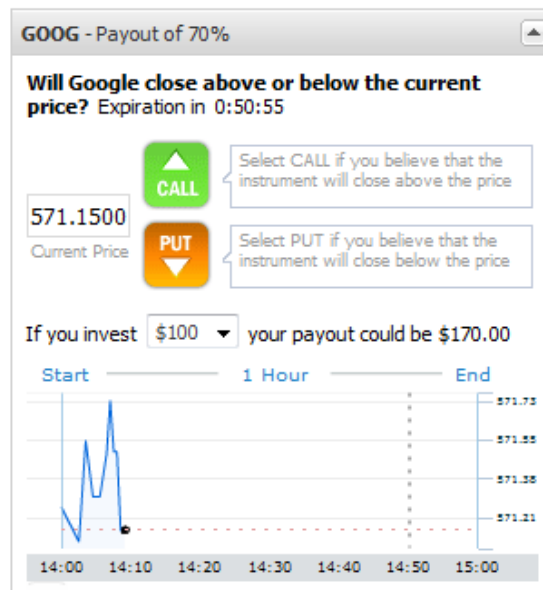 GOOG - Payout of 70%
Will Google close above or below the current
price? Expiration in 0:50:55
CALL
Select CALL if you believe that the
instrument will close above the price
571.1500
Current Price
PUT
Select PUT if you believe that the
instrument will close below the price
If you invest $100 your payout could be $170.00
Start 1 Hour End
571.73
571.55
571.38
571.21
14:00 14:10 14:20 14:30 14:40 14:50 15:00